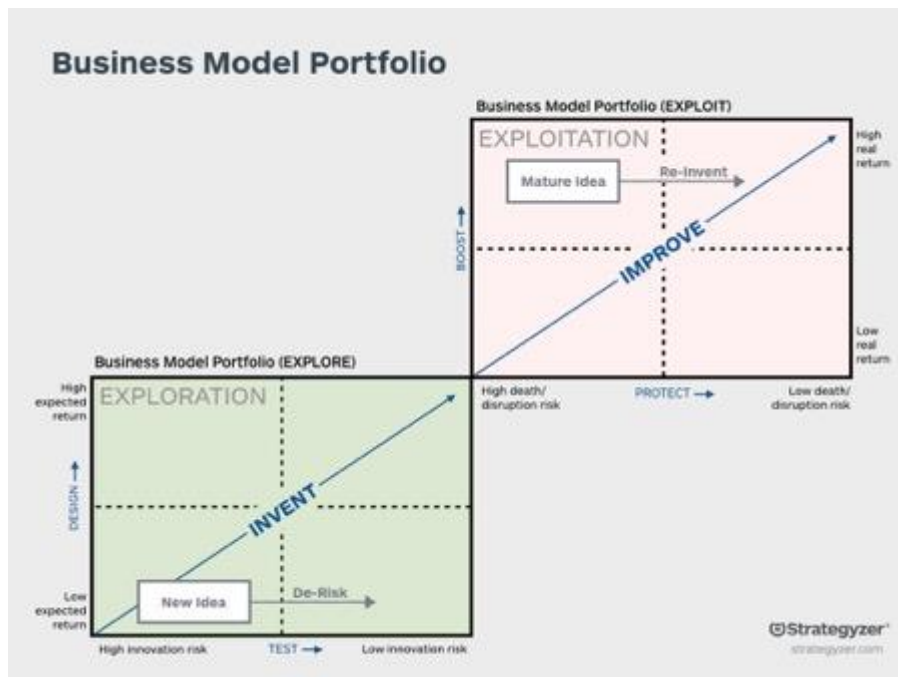 Business Model Portfolio
Business Model Portfolio (EXPLOIT)
EXPLOITATION
High
real
return
Mature Idea
Re-Invent
BOOST
IMPROVE
Low
real
return
Business Model Portfolio (EXPLORE)
High
expected
return
EXPLORATION
High death/
disruption risk
PROTECT
Low death/
disruption risk
DESIGN
INVENT
Low
expected
return
New Idea
De-Risk
High innovation risk
TEST
Low innovation risk
Strategyzer
strategyzer.com